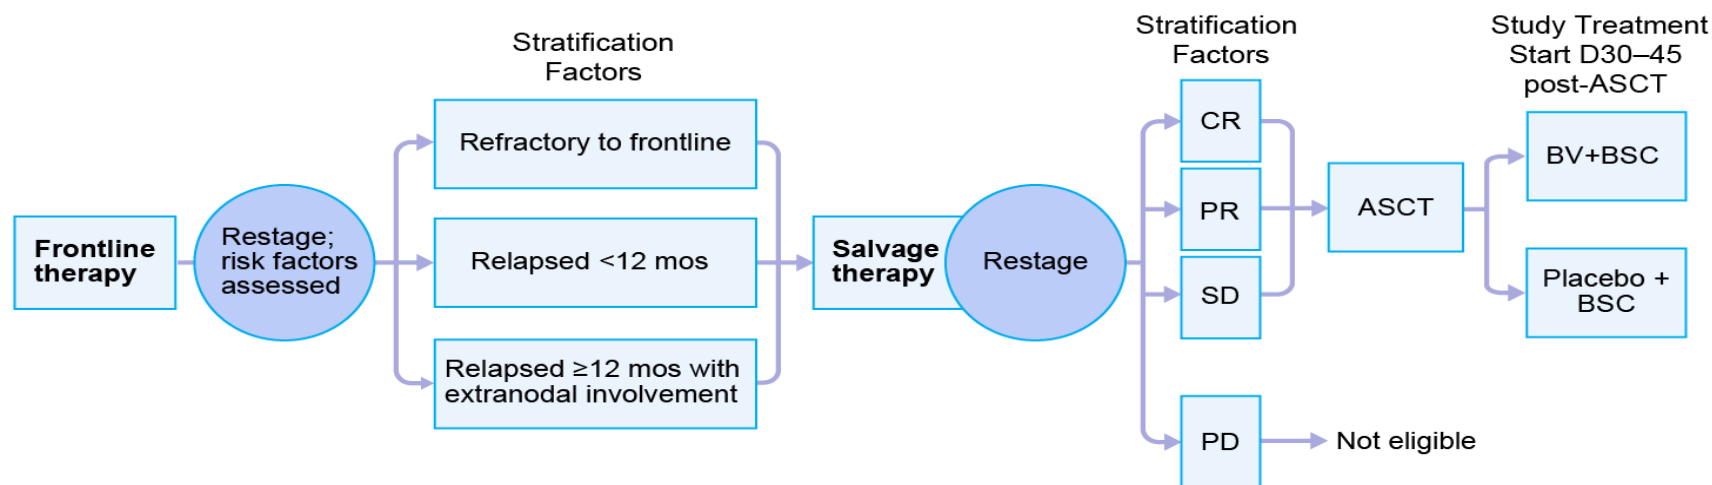 Frontline
therapy
Restage;
risk factors
assessed
Stratification
Factors
Refractory to frontline
Relapsed <12 mos
Relapsed ≥12 mos with
extranodal involvement
Salvage
therapy
Restage
Stratification
Factors
CR
PR
SD
PD
Not eligible
ASCT
Study Treatment
Start D30–45
post-ASCT
BV+BSC
Placebo +
BSC